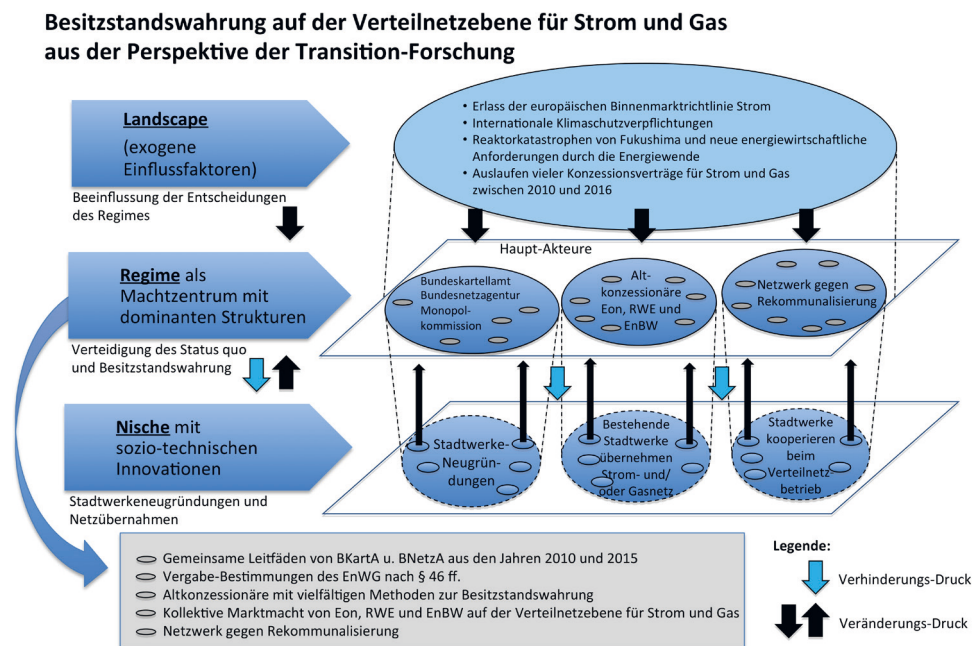 Besitzstandswahrung auf der Verteilnetzebene für Strom und Gas
aus der Perspektive der Transition-Forschung
Landscape
(exogene
Einflussfaktoren)
Beeinflussung der Entscheidungen
des Regimes
• Erlass der europäischen Binnenmarktrichtlinie Strom
• Internationale Klimaschutzverpflichtungen
• Reaktorkatastrophen von Fukushima und neue energiewirtschaftliche
Anforderungen durch die Energiewende
• Auslaufen vieler Konzessionsverträge für Strom und Gas
zwischen 2010 und 2016
Regime als
Machtzentrum mit
dominanten Strukturen
Verteidigung des Status quo
und Besitzstandswahrung
Haupt-Akteure
Bundeskartellamt
Bundesnetzagentur
Monopol-
kommission
Alt-
konzessionäre
Eon, RWE und
EnBW
Netzwerk gegen
Rekommunalisierung
Nische mit
sozio-technischen
Innovationen
Stadtwerkeneugründungen und
Netzübernahmen
Stadtwerke-
Neugrün-
dungen
Bestehende
Stadtwerke
übernehmen
Strom- und/
oder Gasnetz
Stadtwerke
kooperieren
beim
Verteilnetz-
betrieb
Gemeinsame Leitfäden von BKartA u. BNetzA aus den Jahren 2010 und 2015
Vergabe-Bestimmungen des EnWG nach § 46 ff.
Altkonzessionäre mit vielfältigen Methoden zur Besitzstandswahrung
Kollektive Marktmacht von Eon, RWE und EnBW auf der Verteilnetzebene für Strom und Gas
Netzwerk gegen Rekommunalisierung
Legende:
Verhinderungs-Druck
Veränderungs-Druck